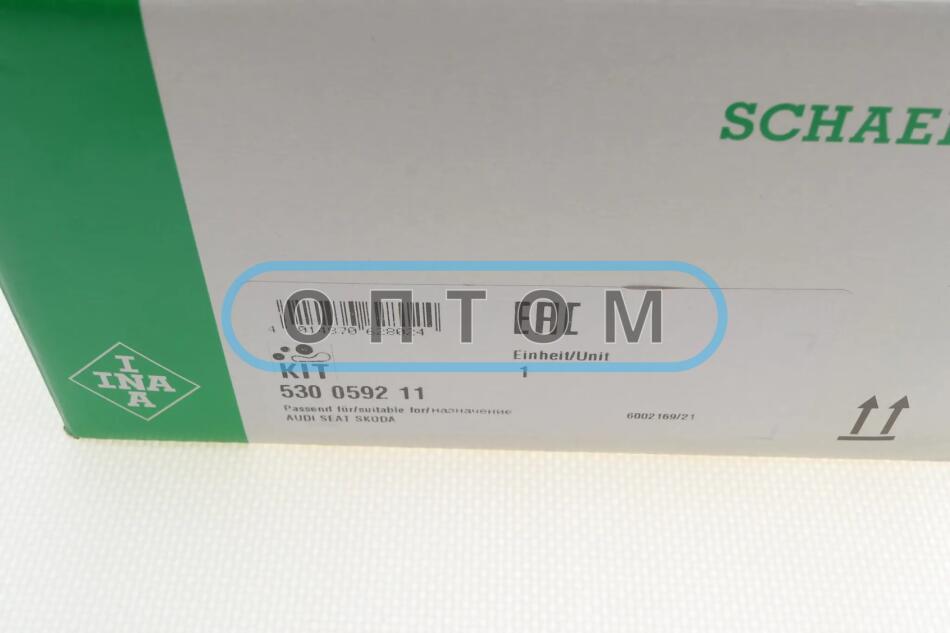 SCHAE
ОПТОМ
EAC
Einheit/Unit
KIT
1
530 0592 11
Passend für/suitable for/назначение
AUDI SEAT SKODA
6002169/21
INA
INA